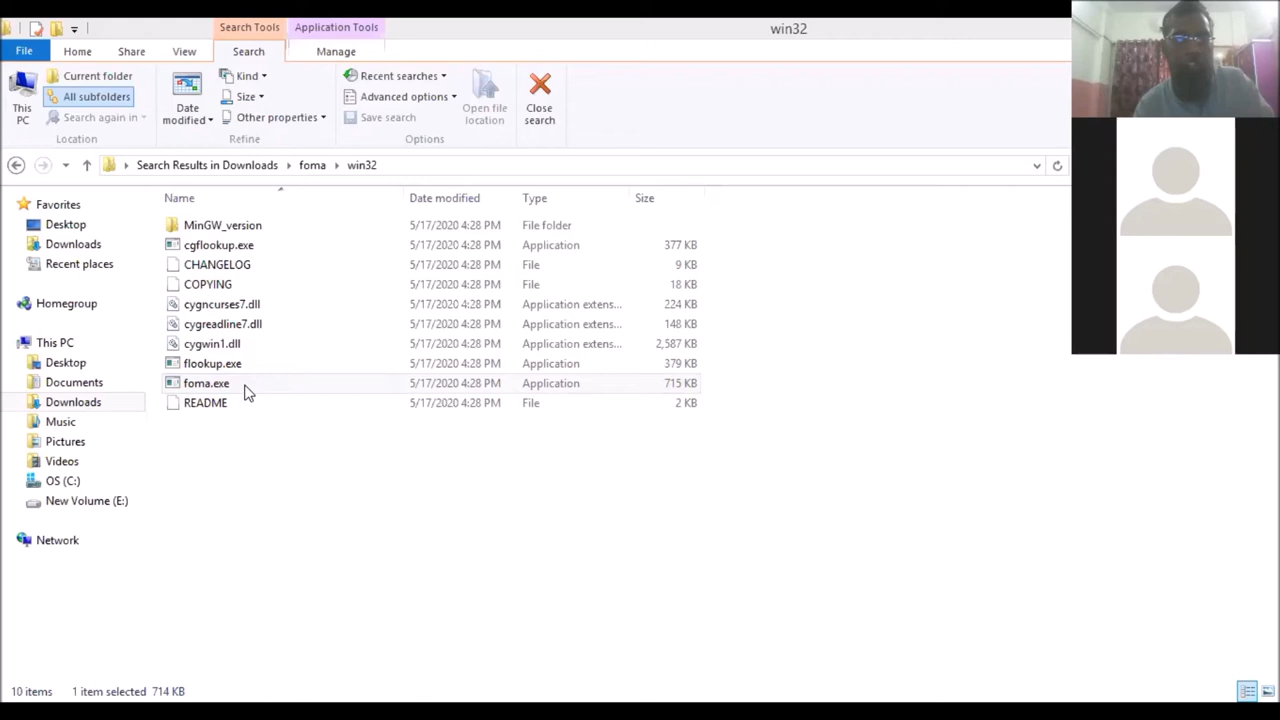 Search Tools Application Tools win32
File Home Share View Search Manage
This PC
Current folder
All subfolders
Search again in
Location
Date modified
Kind
Size
Other properties
Refine
Recent searches
Advanced options
Save search
Open file location
Options
Close search
Search Results in Downloads foma win32
Favorites
Desktop
Downloads
Recent places
Homegroup
This PC
Desktop
Documents
Downloads
Music
Pictures
Videos
OS (C:)
New Volume (E:)
Network
Name Date modified Type Size
MinGW_version 5/17/2020 4:28 PM File folder
cgflookup.exe 5/17/2020 4:28 PM Application 377 KB
CHANGELOG 5/17/2020 4:28 PM File 9 KB
COPYING 5/17/2020 4:28 PM File 18 KB
cygncurses7.dll 5/17/2020 4:28 PM Application extens... 224 KB
cygreadline7.dll 5/17/2020 4:28 PM Application extens... 148 KB
cygwin1.dll 5/17/2020 4:28 PM Application extens... 2,587 KB
flookup.exe 5/17/2020 4:28 PM Application 379 KB
foma.exe 5/17/2020 4:28 PM Application 715 KB
README 5/17/2020 4:28 PM File 2 KB
10 items 1 item selected 714 KB